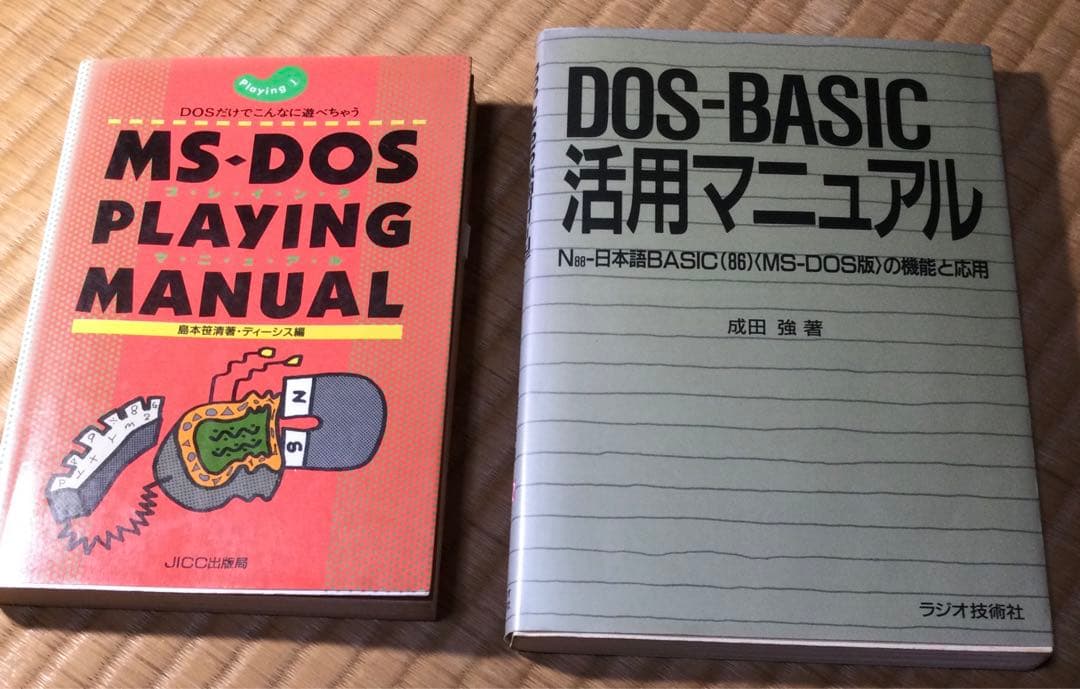 Playing 1
DOSだけでこんなに遊べちゃう
MS-DOS
プ・レ・イ・ン・グ
PLAYING
マ・ニ・ュ・ア・ル
MANUAL
島本笹清著・ディーシス編
N
JICC出版局
DOS-BASIC
活用マニュアル
N88-日本語BASIC(86)〈MS-DOS版〉の機能と応用
成田 強 著
ラジオ技術社